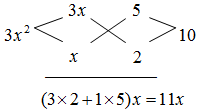 3x 5
3x² 10
x 2
(3×2+1×5)x=11x